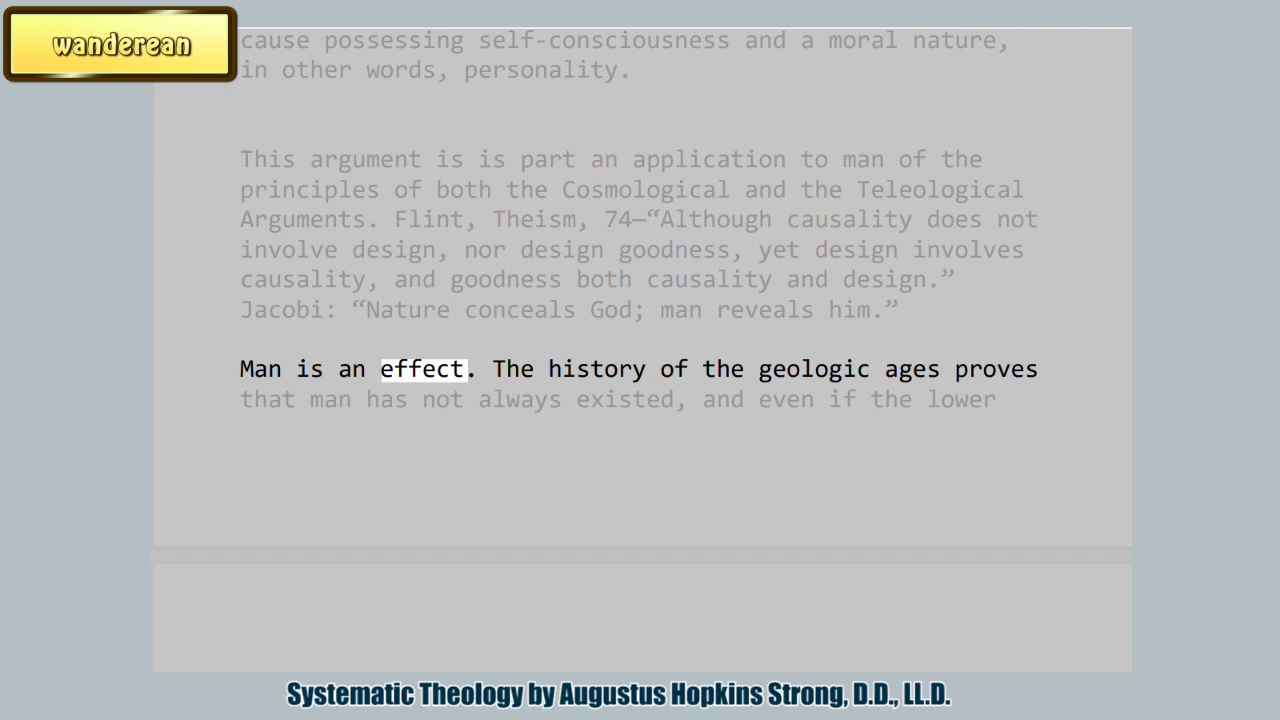 wanderean
cause possessing self-consciousness and a moral nature,
in other words, personality.
This argument is is part an application to man of the
principles of both the Cosmological and the Teleological
Arguments. Flint, Theism, 74—“Although causality does not
involve design, nor design goodness, yet design involves
causality, and goodness both causality and design.”
Jacobi: “Nature conceals God; man reveals him.”
Man is an effect. The history of the geologic ages proves
that man has not always existed, and even if the lower
Systematic Theology by Augustus Hopkins Strong, D.D., LL.D.